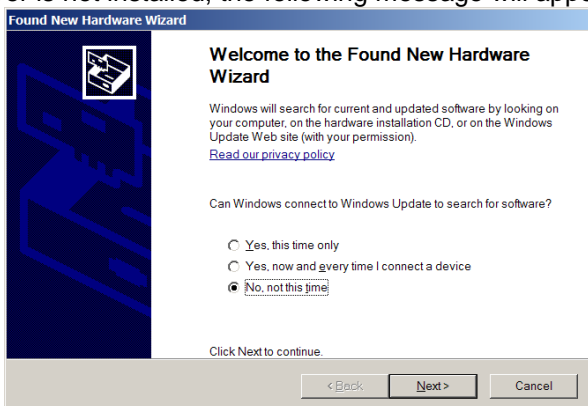 er is not installed, the following message will appe
Found New Hardware Wizard
Welcome to the Found New Hardware
Wizard
Windows will search for current and updated software by looking on
your computer, on the hardware installation CD, or on the Windows
Update Web site (with your permission).
Read our privacy policy
Can Windows connect to Windows Update to search for software?
Yes, this time only
Yes, now and every time I connect a device
No, not this time
Click Next to continue.
< Back Next > Cancel